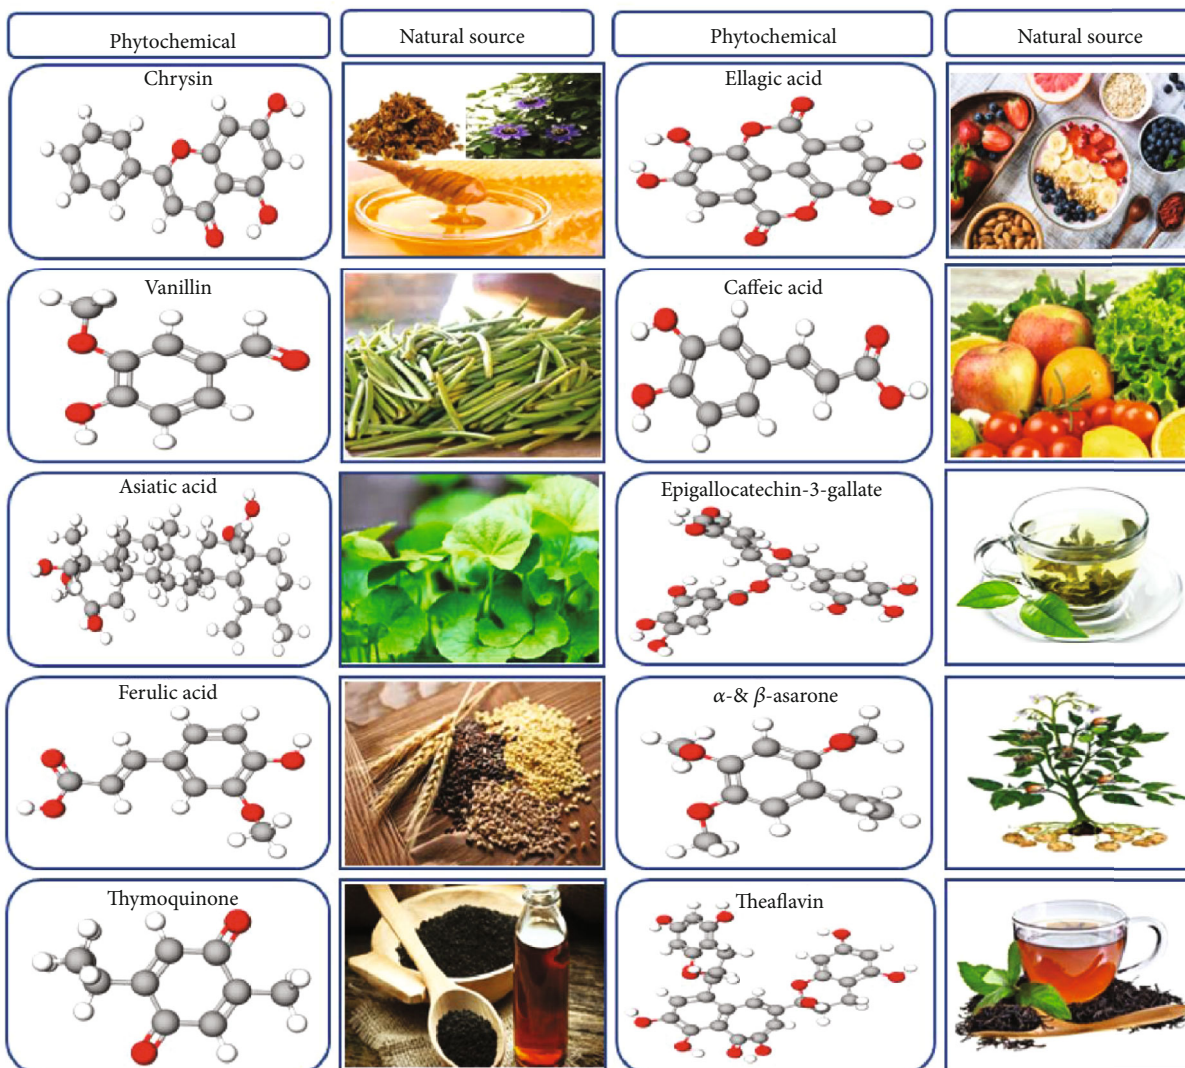 Phytochemical
Natural source
Phytochemical
Natural source
Chrysin
Ellagic acid
Vanillin
Caffeic acid
Asiatic acid
Epigallocatechin-3-gallate
Ferulic acid
α-& β-asarone
Thymoquinone
Theaflavin